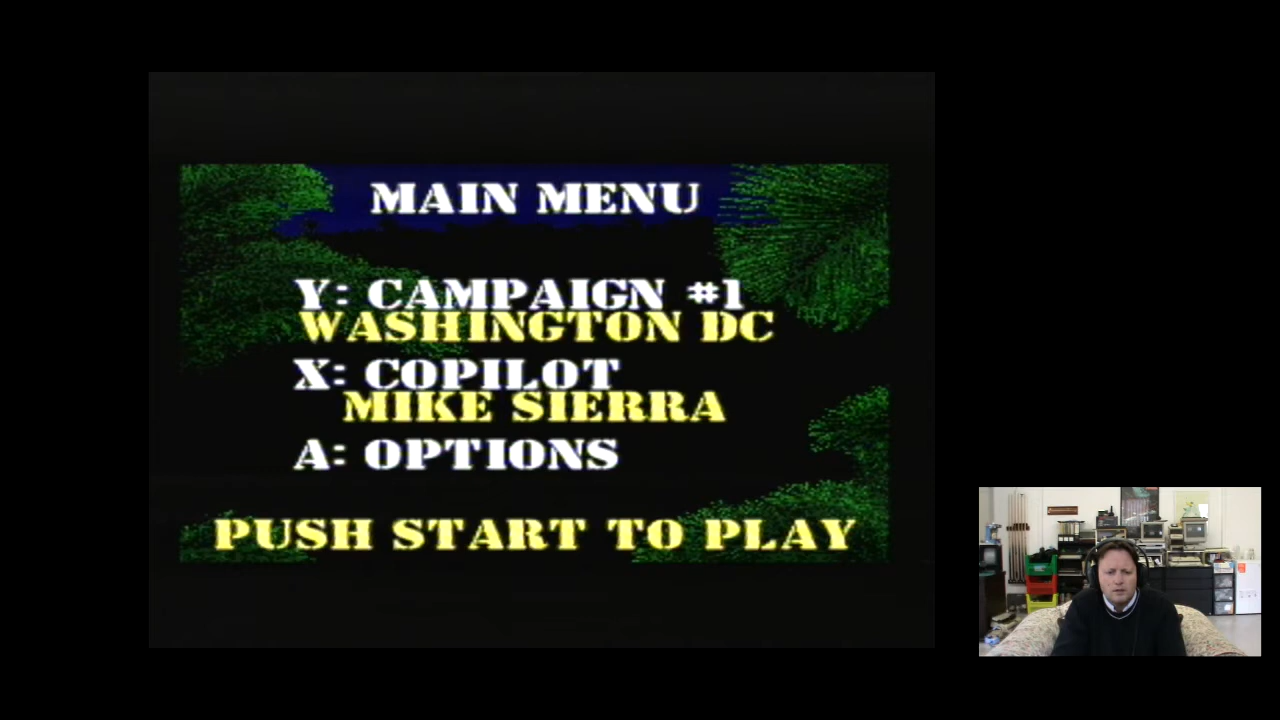 MAIN MENU
Y: CAMPAIGN #1
WASHINGTON DC
X: COPILOT
MIKE SIERRA
A: OPTIONS
PUSH START TO PLAY